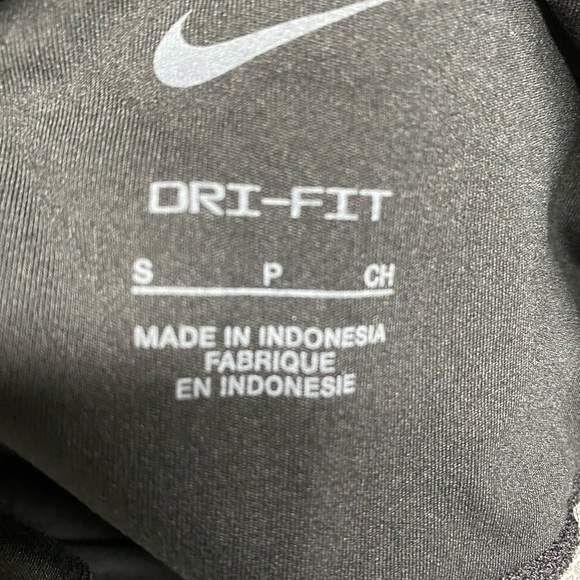 DRI-FIT
S P CH
MADE IN INDONESIA
FABRIQUE
EN INDONESIE